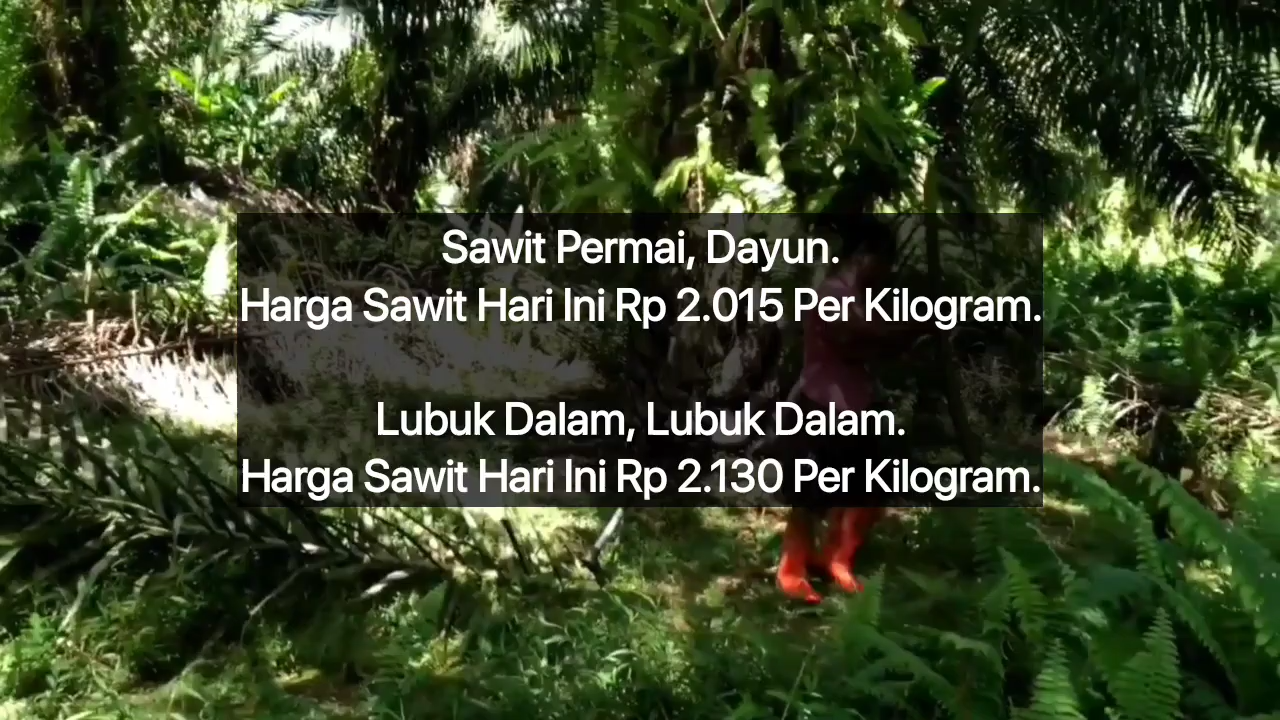 Sawit Permai, Dayun.
Harga Sawit Hari Ini Rp 2.015 Per Kilogram.
Lubuk Dalam, Lubuk Dalam.
Harga Sawit Hari Ini Rp 2.130 Per Kilogram.